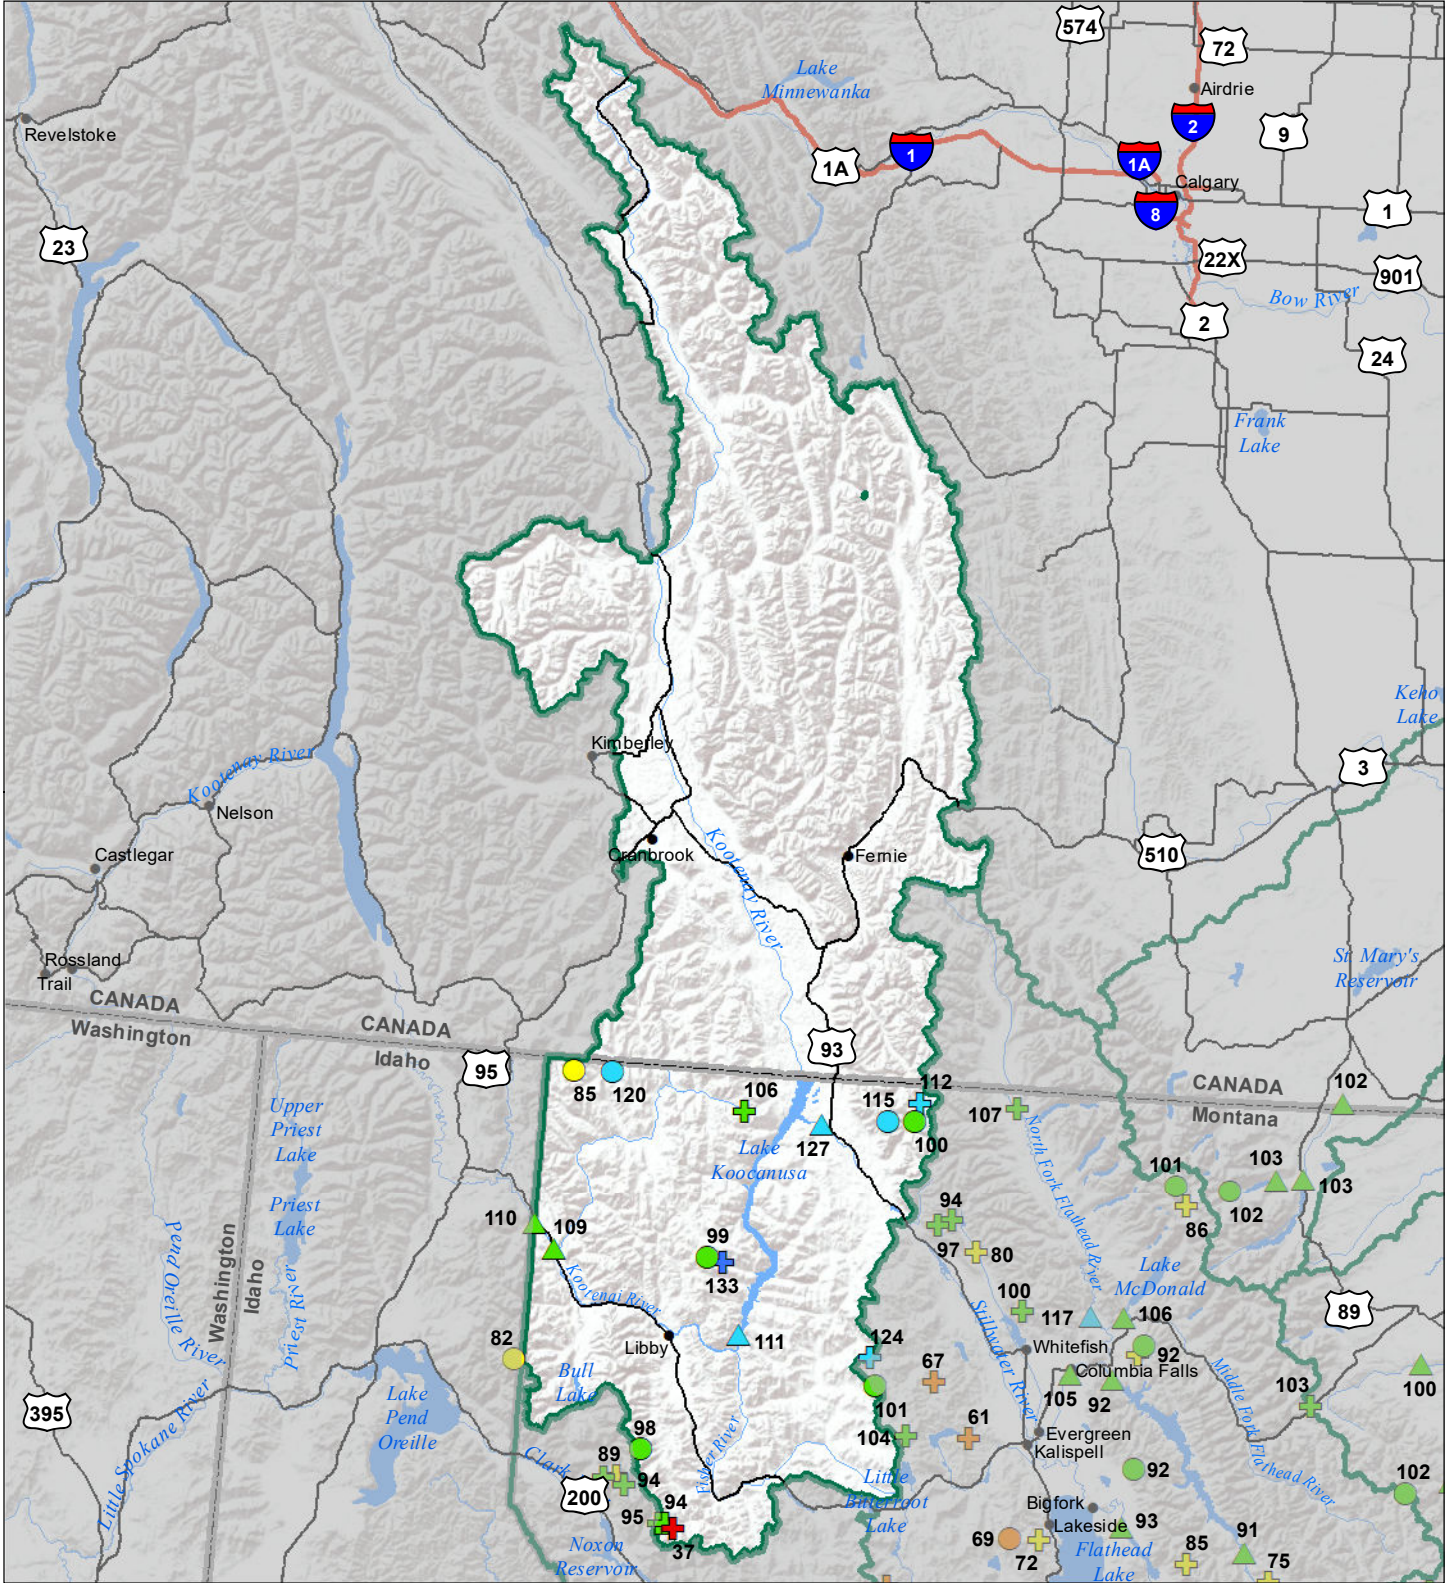 574
72
Lake
Minnewanka
Airdrie
2
Revelstoke
9
1A
1
1A
Calgary
8
1
23
22X
901
Bow River
2
24
Frank
Lake
Keho
Lake
Kimberley
3
Kootenay River
Nelson
Kootenay River
Castlegar
Cranbrook
Fernie
510
Rossland
Trail
St. Mary's
Reservoir
CANADA
Washington
CANADA
Idaho
93
95
85
120
106
115
112
CANADA
Montana
102
107
Upper
Priest
Lake
127
100
Lake
Koocanusa
North Fork Flathead River
101
103
103
102
86
Priest
Lake
94
110
109
97
80
99
133
Pend Oreille River
Washington
Idaho
Priest River
Kootenai River
Lake
McDonald
100
117
106
89
Stillwater River
82
Libby
111
124
Whitefish
92
Columbia Falls
67
Bull
Lake
105
92
Middle Fork Flathead River
103
100
101
395
Lake
Pend
Oreille
Little Spokane River
98
104
61
Evergreen
Kalispell
Fisher River
Clark
89
94
92
102
200
Little
Bitterroot
Lake
95
94
37
Bigfork
Lakeside
93
69
72
Flathead
Lake
85
91
75
Noxon
Reservoir